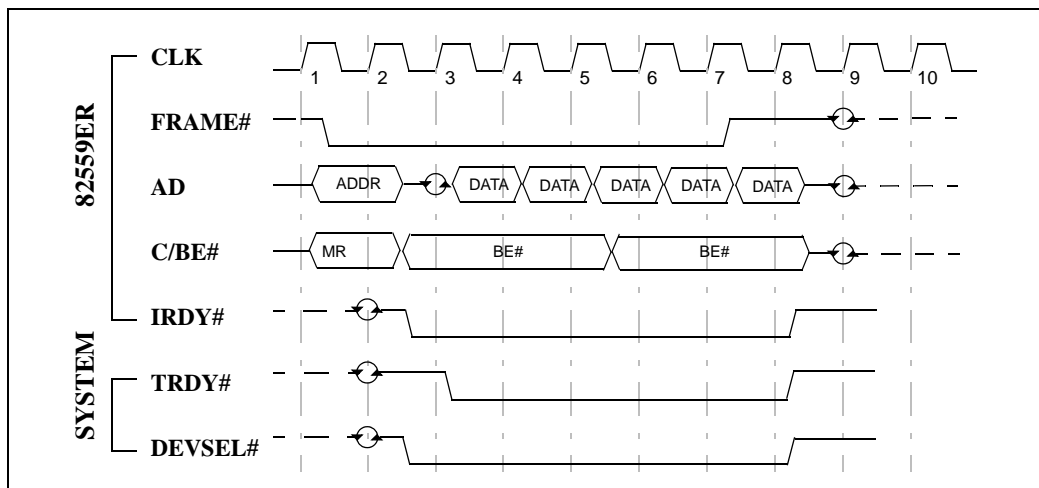 82559ER
SYSTEM
CLK
1 2 3 4 5 6 7 8 9 10
FRAME#
AD
ADDR DATA DATA DATA DATA DATA
C/BE#
MR BE# BE#
IRDY#
TRDY#
DEVSEL#